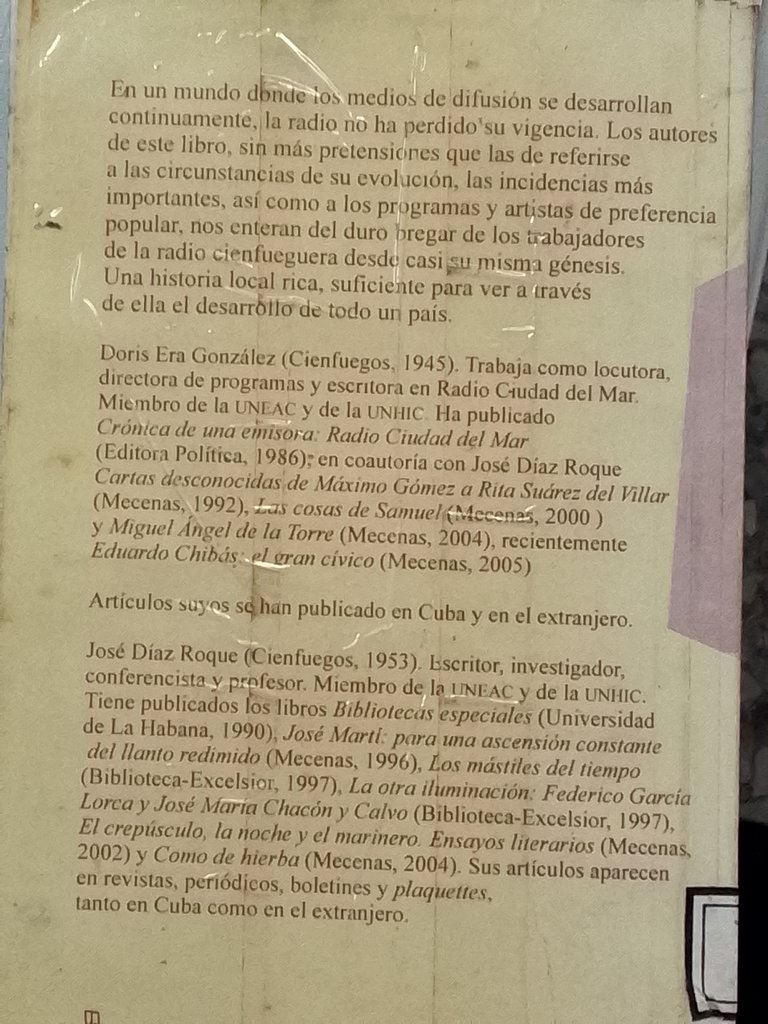 En un mundo donde los medios de difusión se desarrollan
continuamente, la radio no ha perdido su vigencia. Los autores
de este libro, sin más pretensiones que las de referirse
a las circunstancias de su evolución, las incidencias más
importantes, así como a los programas y artistas de preferencia
popular, nos enteran del duro bregar de los trabajadores
de la radio cienfueguera desde casi su misma génesis.
Una historia local rica, suficiente para ver a través
de ella el desarrollo de todo un país.
Doris Era González (Cienfuegos, 1945). Trabaja como locutora,
directora de programas y escritora en Radio Ciudad del Mar.
Miembro de la UNEAC y de la UNHIC. Ha publicado
Crónica de una emisora: Radio Ciudad del Mar
(Editora Política, 1986); en coautoría con José Díaz Roque
Cartas desconocidas de Máximo Gómez a Rita Suárez del Villar
(Mecenas, 1992), Las cosas de Samuel (Mecenas, 2000 )
y Miguel Ángel de la Torre (Mecenas, 2004), recientemente
Eduardo Chibás: el gran cívico (Mecenas, 2005)
Artículos suyos se han publicado en Cuba y en el extranjero.
José Díaz Roque (Cienfuegos, 1953). Escritor, investigador,
conferencista y profesor. Miembro de la UNEAC y de la UNHIC.
Tiene publicados los libros Bibliotecas especiales (Universidad
de La Habana, 1990), José Martí: para una ascensión constante
del llanto redimido (Mecenas, 1996), Los mástiles del tiempo
(Biblioteca-Excelsior, 1997), La otra iluminación: Federico García
Lorca y José María Chacón y Calvo (Biblioteca-Excelsior, 1997),
El crepúsculo, la noche y el marinero. Ensayos literarios (Mecenas,
2002) y Como de hierba (Mecenas, 2004). Sus artículos aparecen
en revistas, periódicos, boletines y plaquettes,
tanto en Cuba como en el extranjero.